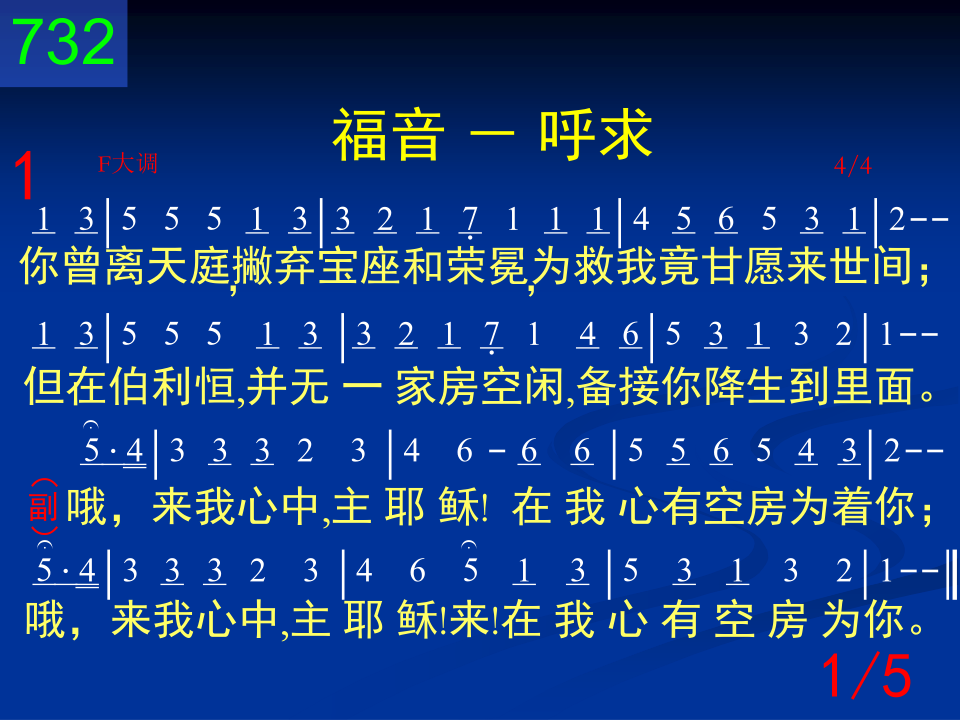 732
福音 － 呼求
1
F大调
4/4
1 3|5 5 5 1 3|3 2 1 7 1 1 1|4 5 6 5 3 1|2--
你曾离天庭,撇弃宝座和荣冕,为救我竟甘愿来世间；
1 3|5 5 5 1 3|3 2 1 7 1 4 6|5 3 1 3 2|1--
但在伯利恒,并无 一 家房空闲,备接你降生到里面。
5·4|3 3 3 2 3|4 6 - 6 6|5 5 6 5 4 3|2--
（副） 哦，来我心中,主 耶 稣! 在 我 心有空房为着你；
5·4|3 3 3 2 3|4 6 5 1 3|5 3 1 3 2|1--‖
哦，来我心中,主 耶 稣!来!在 我 心 有 空 房 为你。
1/5